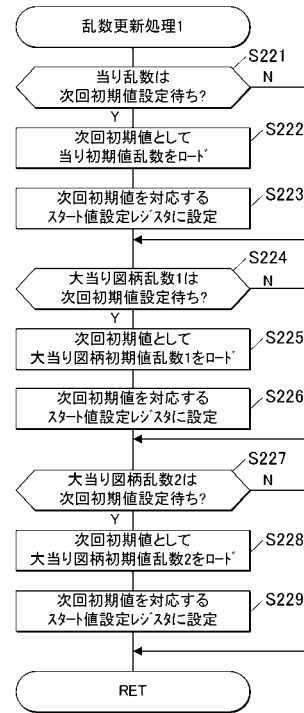 乱数更新処理1
S221
当り乱数は
次回初期値設定待ち?
N
Y
次回初期値として
当り初期値乱数をロード
S222
次回初期値を対応する
スタート値設定レジスタに設定
S223
S224
大当り図柄乱数1は
次回初期値設定待ち?
N
Y
次回初期値として
大当り図柄初期値乱数1をロード
S225
次回初期値を対応する
スタート値設定レジスタに設定
S226
S227
大当り図柄乱数2は
次回初期値設定待ち?
N
Y
次回初期値として
大当り図柄初期値乱数2をロード
S228
次回初期値を対応する
スタート値設定レジスタに設定
S229
RET